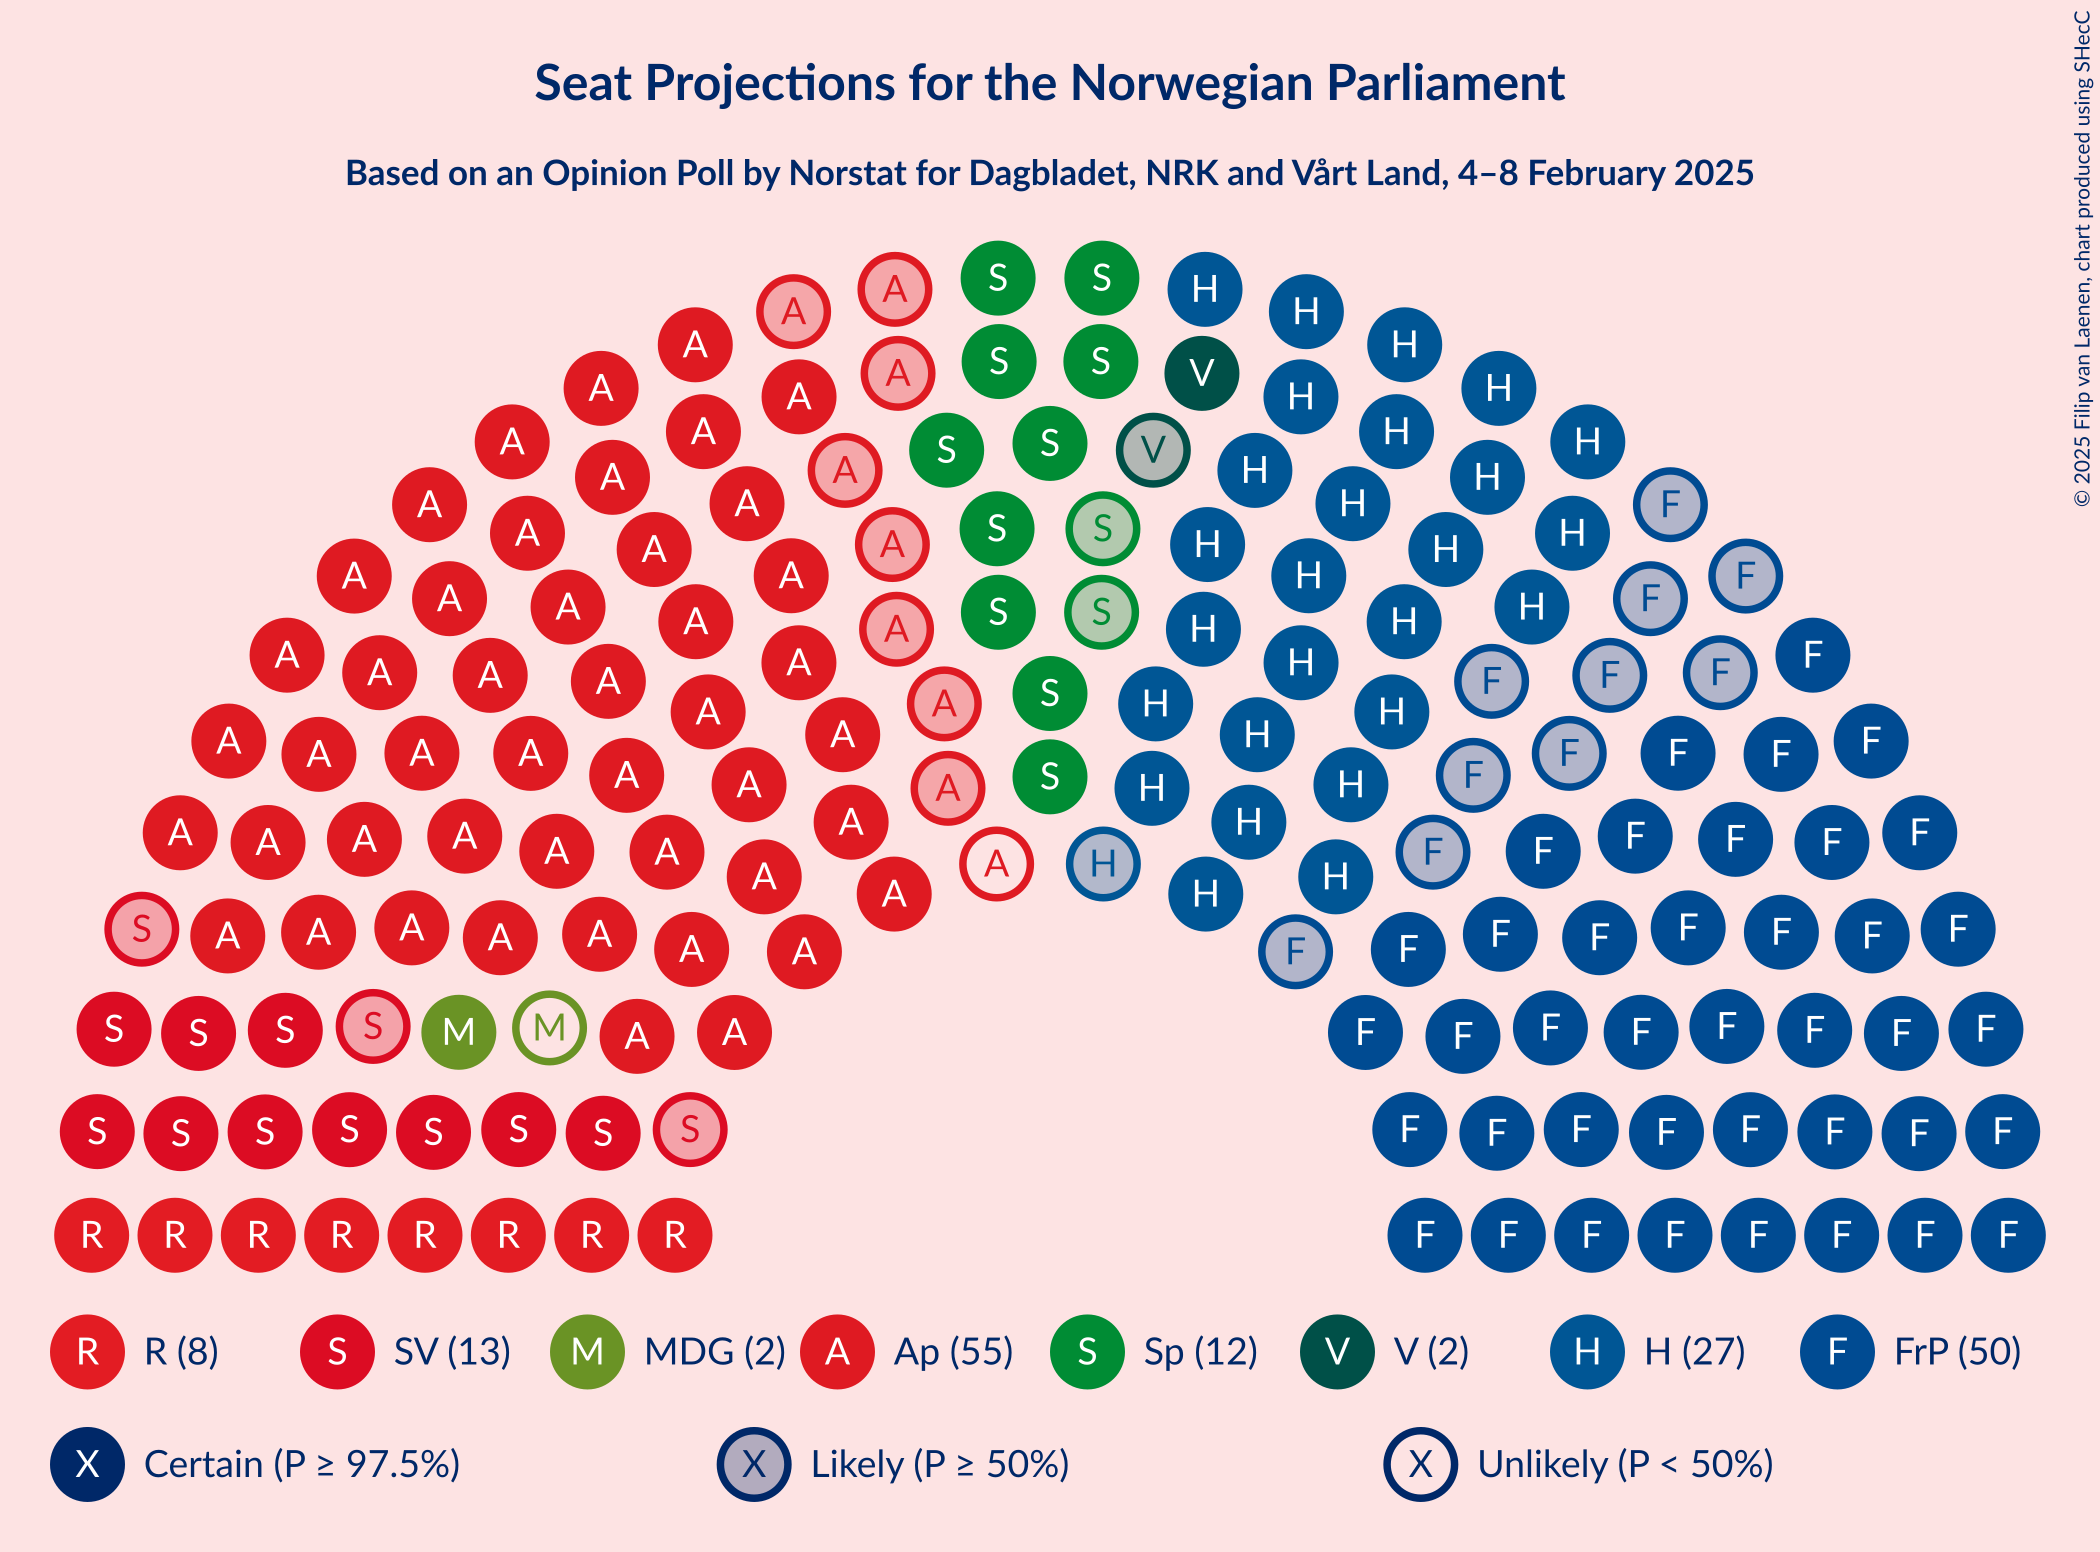 Seat Projections for the Norwegian Parliament
Based on an Opinion Poll by Norstat for Dagbladet, NRK and Vårt Land, 4–8 February 2025
© 2025 Filip van Laenen, chart produced using SHecC
S S
A H
A H
A H
S S
A V
A H
A H
A H
S
A S V
A H
A H
A H
A F
S S
A H
A H
A H
A H
A F
A F
S S
A H
A H
A H
A H
A F
A F
A F
S
A H
A H
A H
A F
A F
A F
A F
A F
S
A H
A H
A H
A F
A F
A F
A F
A F
A H
A H
A H
A F
A F
A F
A F
A F
A F
A H
A F
S A A A A A A F F F F F F F
S S S S M M A A F F F F F F F F
S S S S S S S S F F F F F F F F
R R R R R R R R F F F F F F F F
R R (8) S SV (13) M MDG (2) A Ap (55) S Sp (12) V V (2) H H (27) F FrP (50)
X Certain (P ≥ 97.5%) X Likely (P ≥ 50%) X Unlikely (P < 50%)